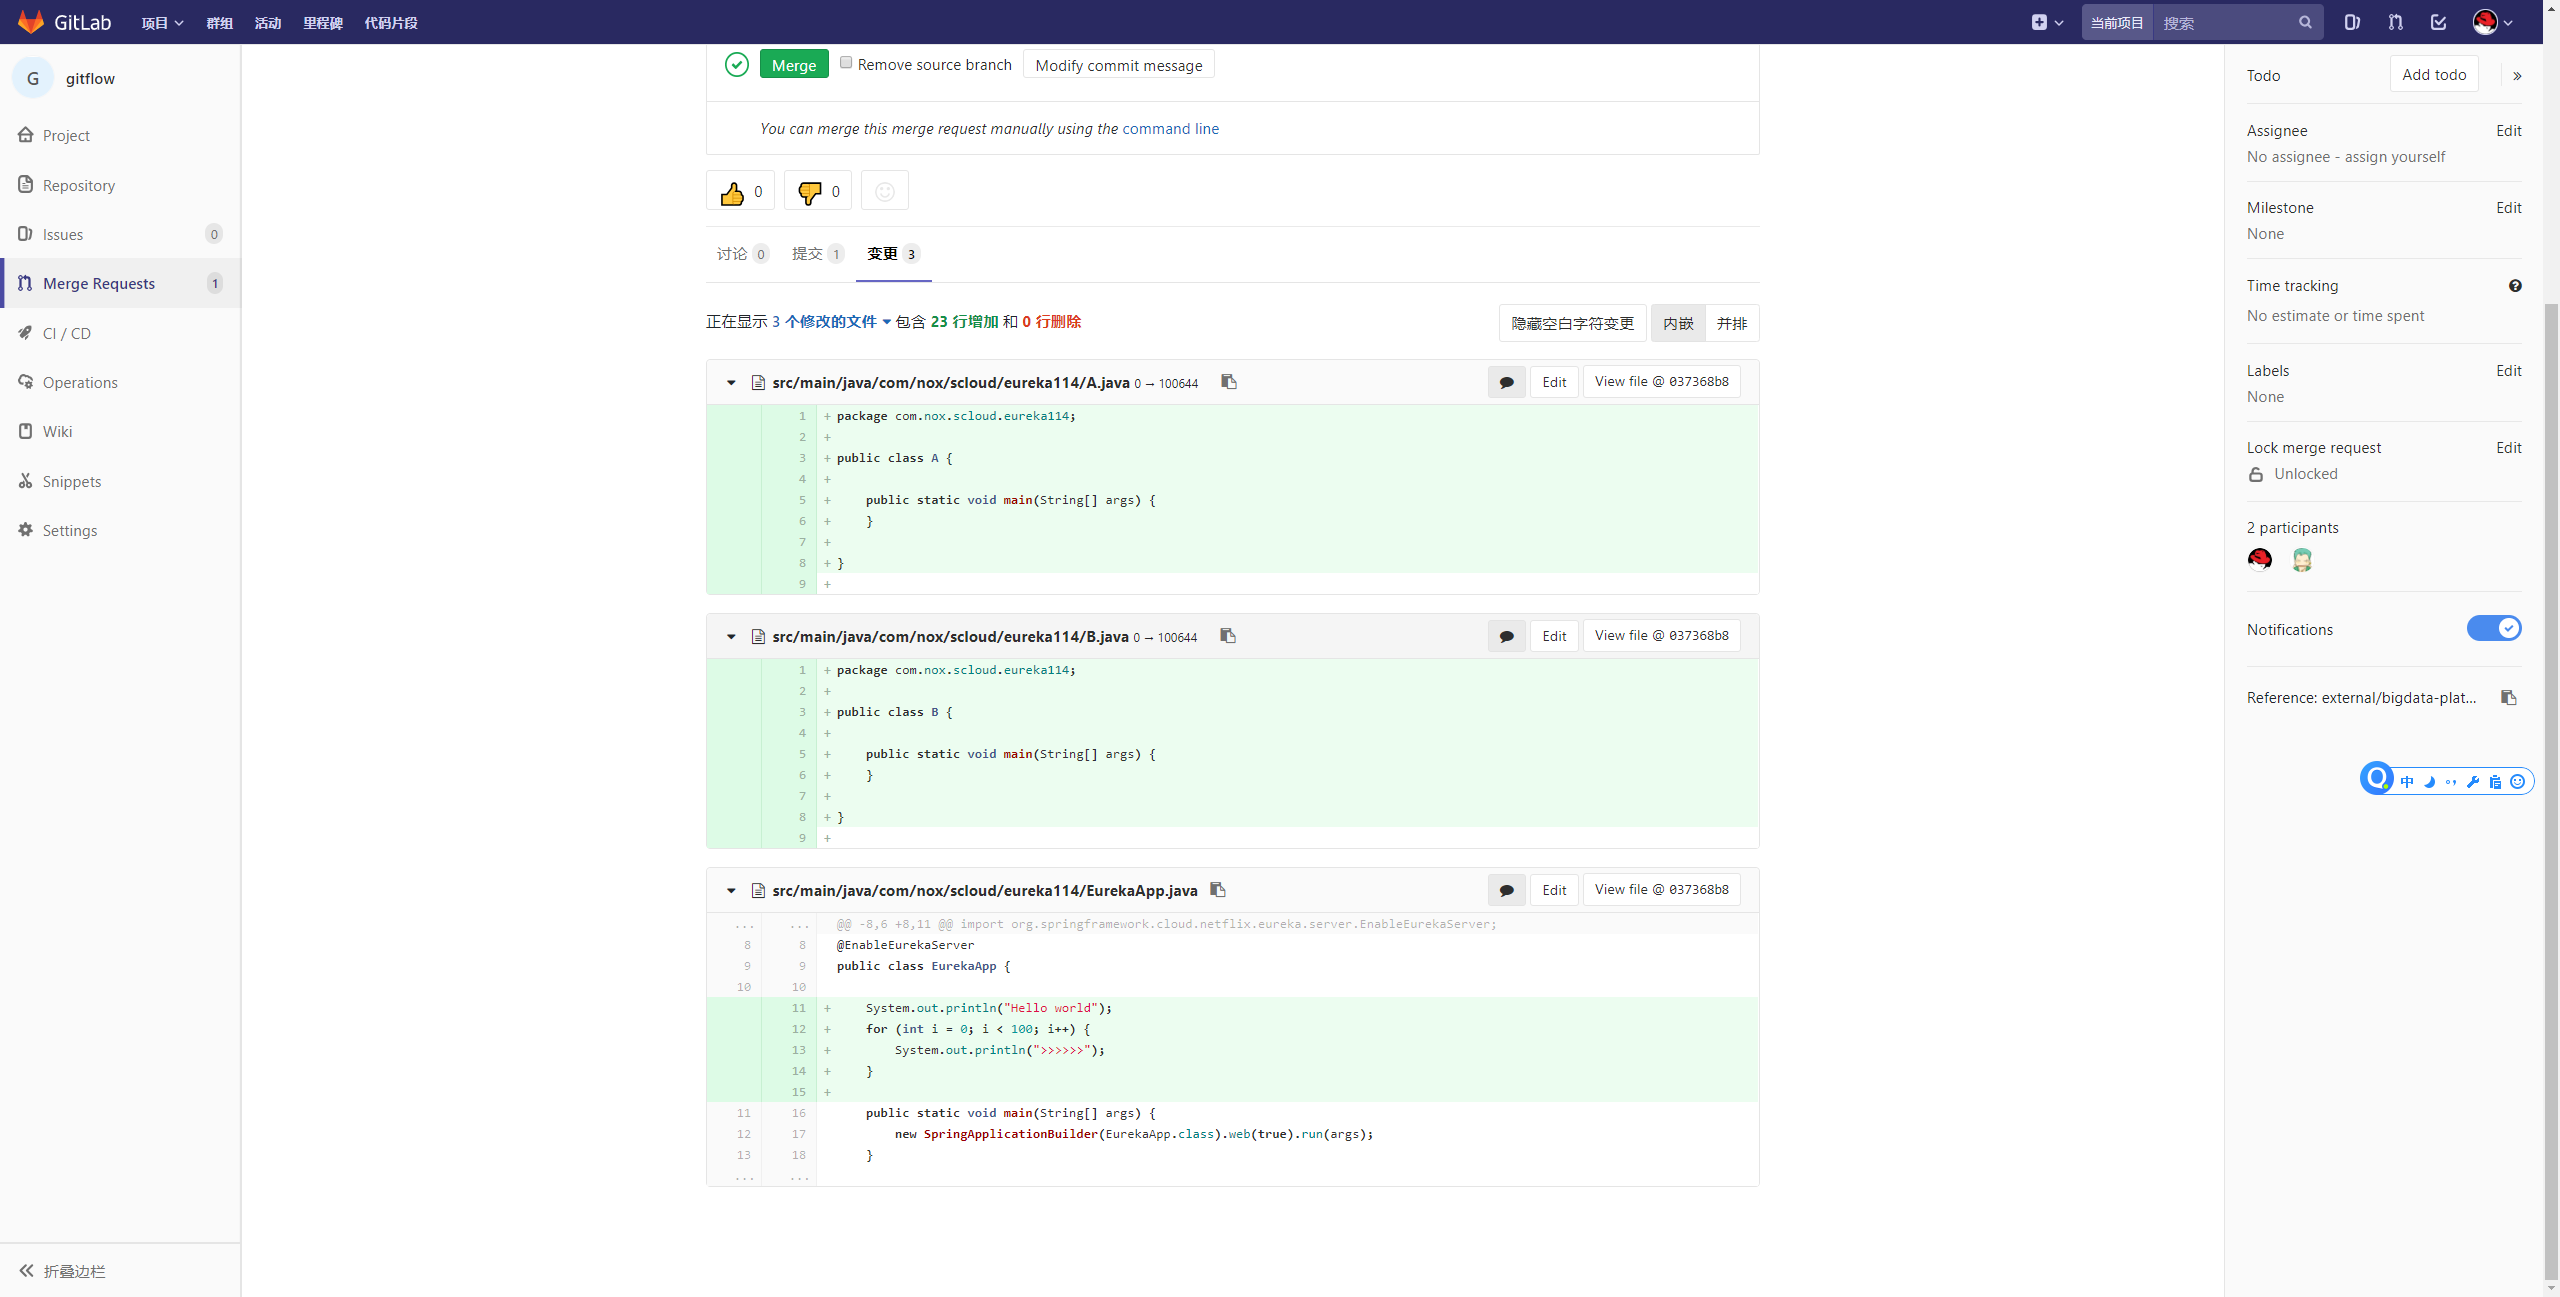 GitLab 项目 群组 活动 里程碑 代码片段 当前项目 搜索
G gitflow
Project
Repository
Issues 0
Merge Requests 1
CI / CD
Operations
Wiki
Snippets
Settings
折叠边栏
Merge Remove source branch Modify commit message
You can merge this merge request manually using the command line
0 0
讨论 0 提交 1 变更 3
正在显示 3 个修改的文件 包含 23 行增加 和 0 行删除 隐藏空白字符变更 内嵌 并排
src/main/java/com/nox/scloud/eureka114/A.java 0 → 100644 Edit View file @ 037368b8
1 + package com.nox.scloud.eureka114;
2 +
3 + public class A {
4 +
5 + public static void main(String[] args) {
6 + }
7 +
8 + }
9 +
src/main/java/com/nox/scloud/eureka114/B.java 0 → 100644 Edit View file @ 037368b8
1 + package com.nox.scloud.eureka114;
2 +
3 + public class B {
4 +
5 + public static void main(String[] args) {
6 + }
7 +
8 + }
9 +
src/main/java/com/nox/scloud/eureka114/EurekaApp.java Edit View file @ 037368b8
... ... @@ -8,6 +8,11 @@ import org.springframework.cloud.netflix.eureka.server.EnableEurekaServer;
8 8 @EnableEurekaServer
9 9 public class EurekaApp {
10 10
11 + System.out.println("Hello world");
12 + for (int i = 0; i < 100; i++) {
13 + System.out.println(">>>>>>");
14 + }
15 +
11 16 public static void main(String[] args) {
12 17 new SpringApplicationBuilder(EurekaApp.class).web(true).run(args);
13 18 }
... ...
Todo Add todo »
Assignee Edit
No assignee - assign yourself
Milestone Edit
None
Time tracking ?
No estimate or time spent
Labels Edit
None
Lock merge request Edit
Unlocked
2 participants
Notifications
Reference: external/bigdata-plat...
中